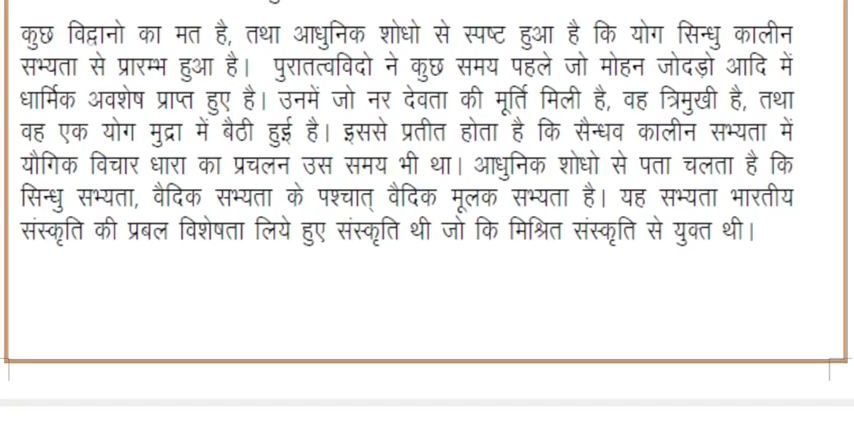 कुछ विद्वानो का मत है, तथा आधुनिक शोधो से स्पष्ट हुआ है कि योग सिन्धु कालीन
सभ्यता से प्रारम्भ हुआ है। पुरातत्वविदो ने कुछ समय पहले जो मोहन जोदड़ो आदि में
धार्मिक अवशेष प्राप्त हुए है। उनमें जो नर देवता की मूर्ति मिली है, वह त्रिमुखी है, तथा
वह एक योग मुद्रा में बैठी हुई है। इससे प्रतीत होता है कि सैन्धव कालीन सभ्यता में
यौगिक विचार धारा का प्रचलन उस समय भी था। आधुनिक शोधो से पता चलता है कि
सिन्धु सभ्यता, वैदिक सभ्यता के पश्चात् वैदिक मूलक सभ्यता है। यह सभ्यता भारतीय
संस्कृति की प्रबल विशेषता लिये हुए संस्कृति थी जो कि मिश्रित संस्कृति से युक्त थी।